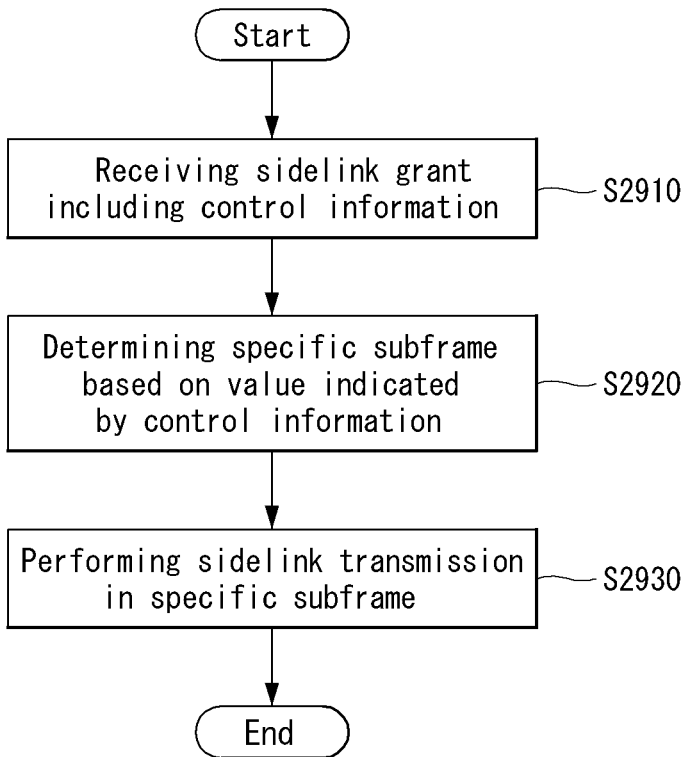 Start
Receiving sidelink grant
including control information
S2910
Determining specific subframe
based on value indicated
by control information
S2920
Performing sidelink transmission
in specific subframe
S2930
End